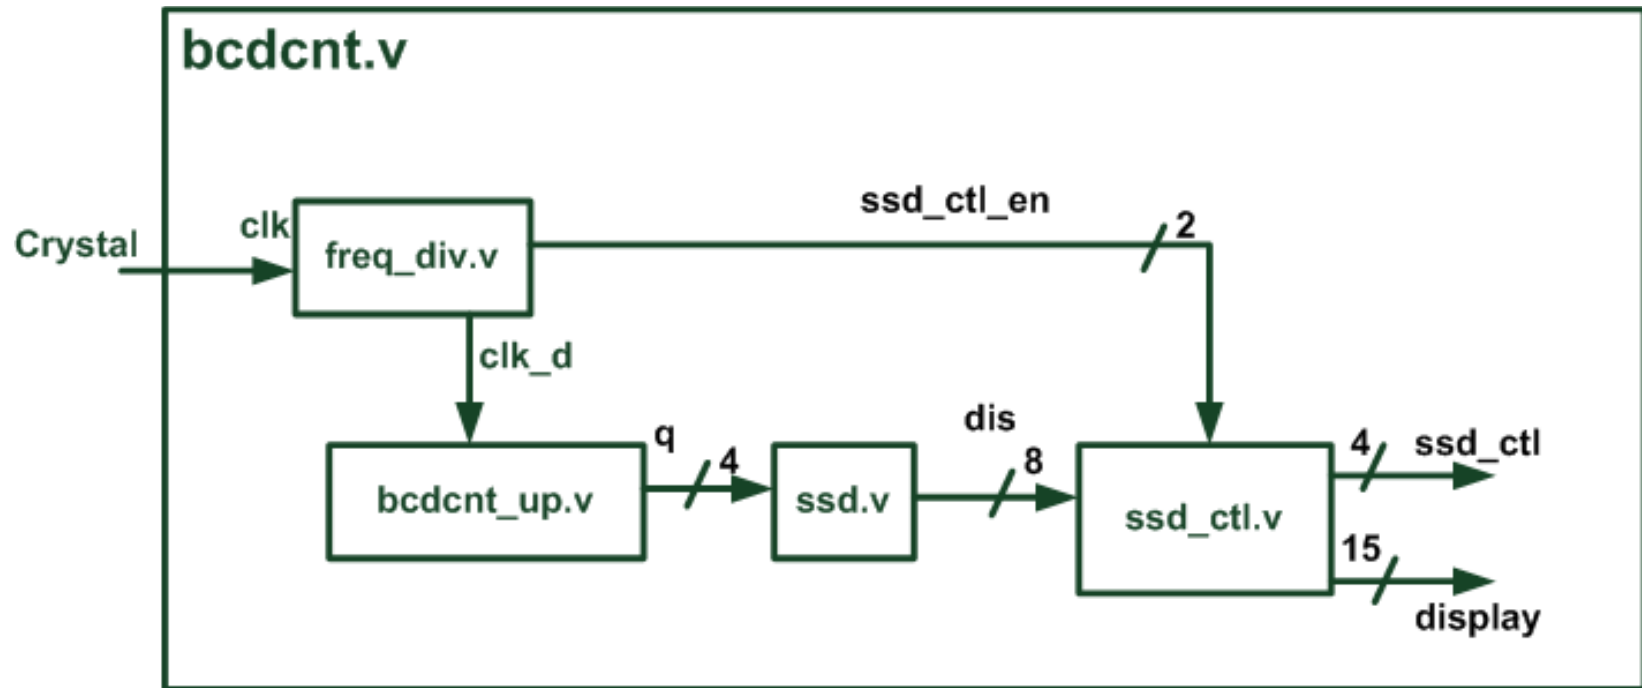 bcdcnt.v
ssd_ctl_en
2
clk
Crystal
freq_div.v
clk_d
dis
q
4
8
4
ssd_ctl
bcdcnt_up.v
ssd.v
ssd_ctl.v
15
display